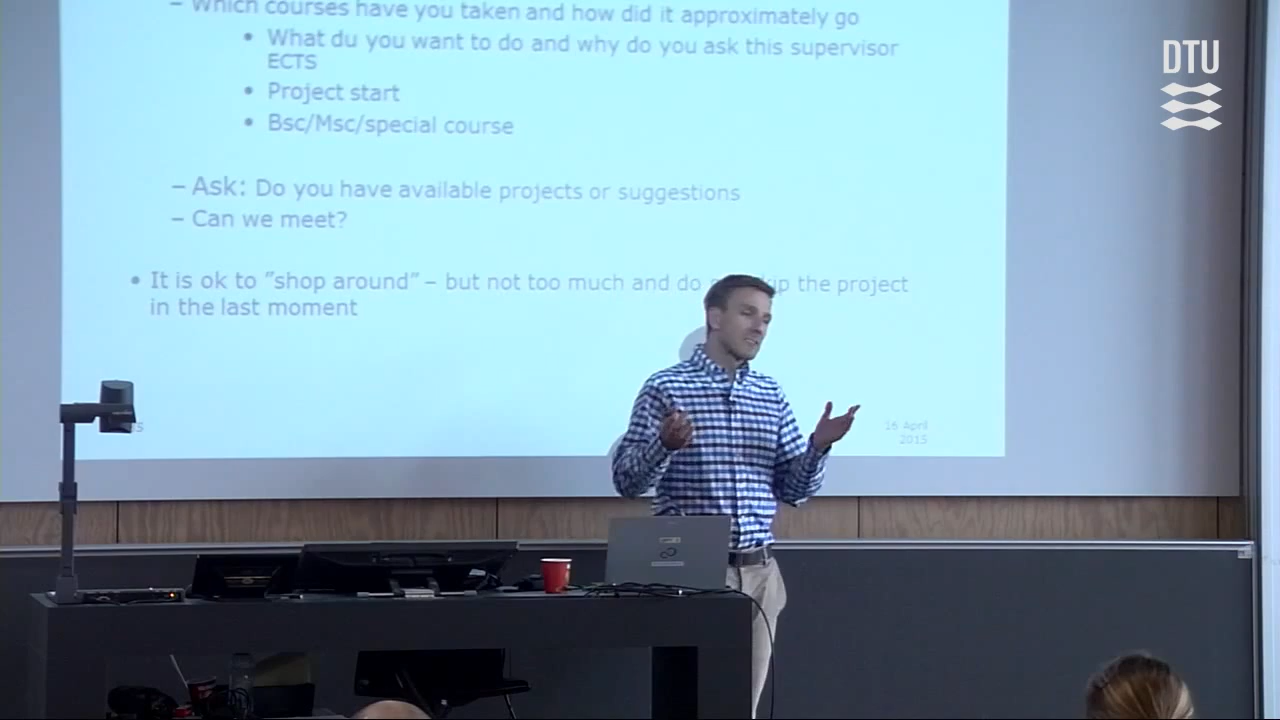 – Which courses have you taken and how did it approximately go
• What du you want to do and why do you ask this supervisor
ECTS
• Project start
• Bsc/Msc/special course
– Ask: Do you have available projects or suggestions
– Can we meet?
• It is ok to ”shop around” – but not too much and do the project
in the last moment
16 April
2015
DTU